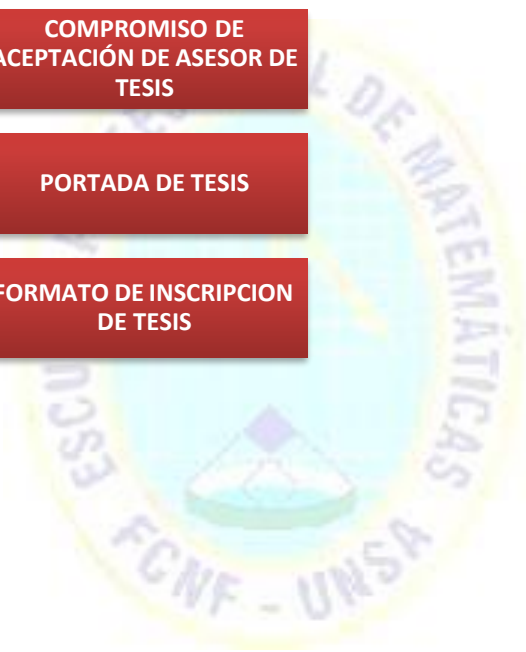 COMPROMISO DE
ACEPTACIÓN DE ASESOR DE
TESIS
PORTADA DE TESIS
FORMATO DE INSCRIPCION
DE TESIS
DE MATEMÁTICAS
FCNF - UNSA